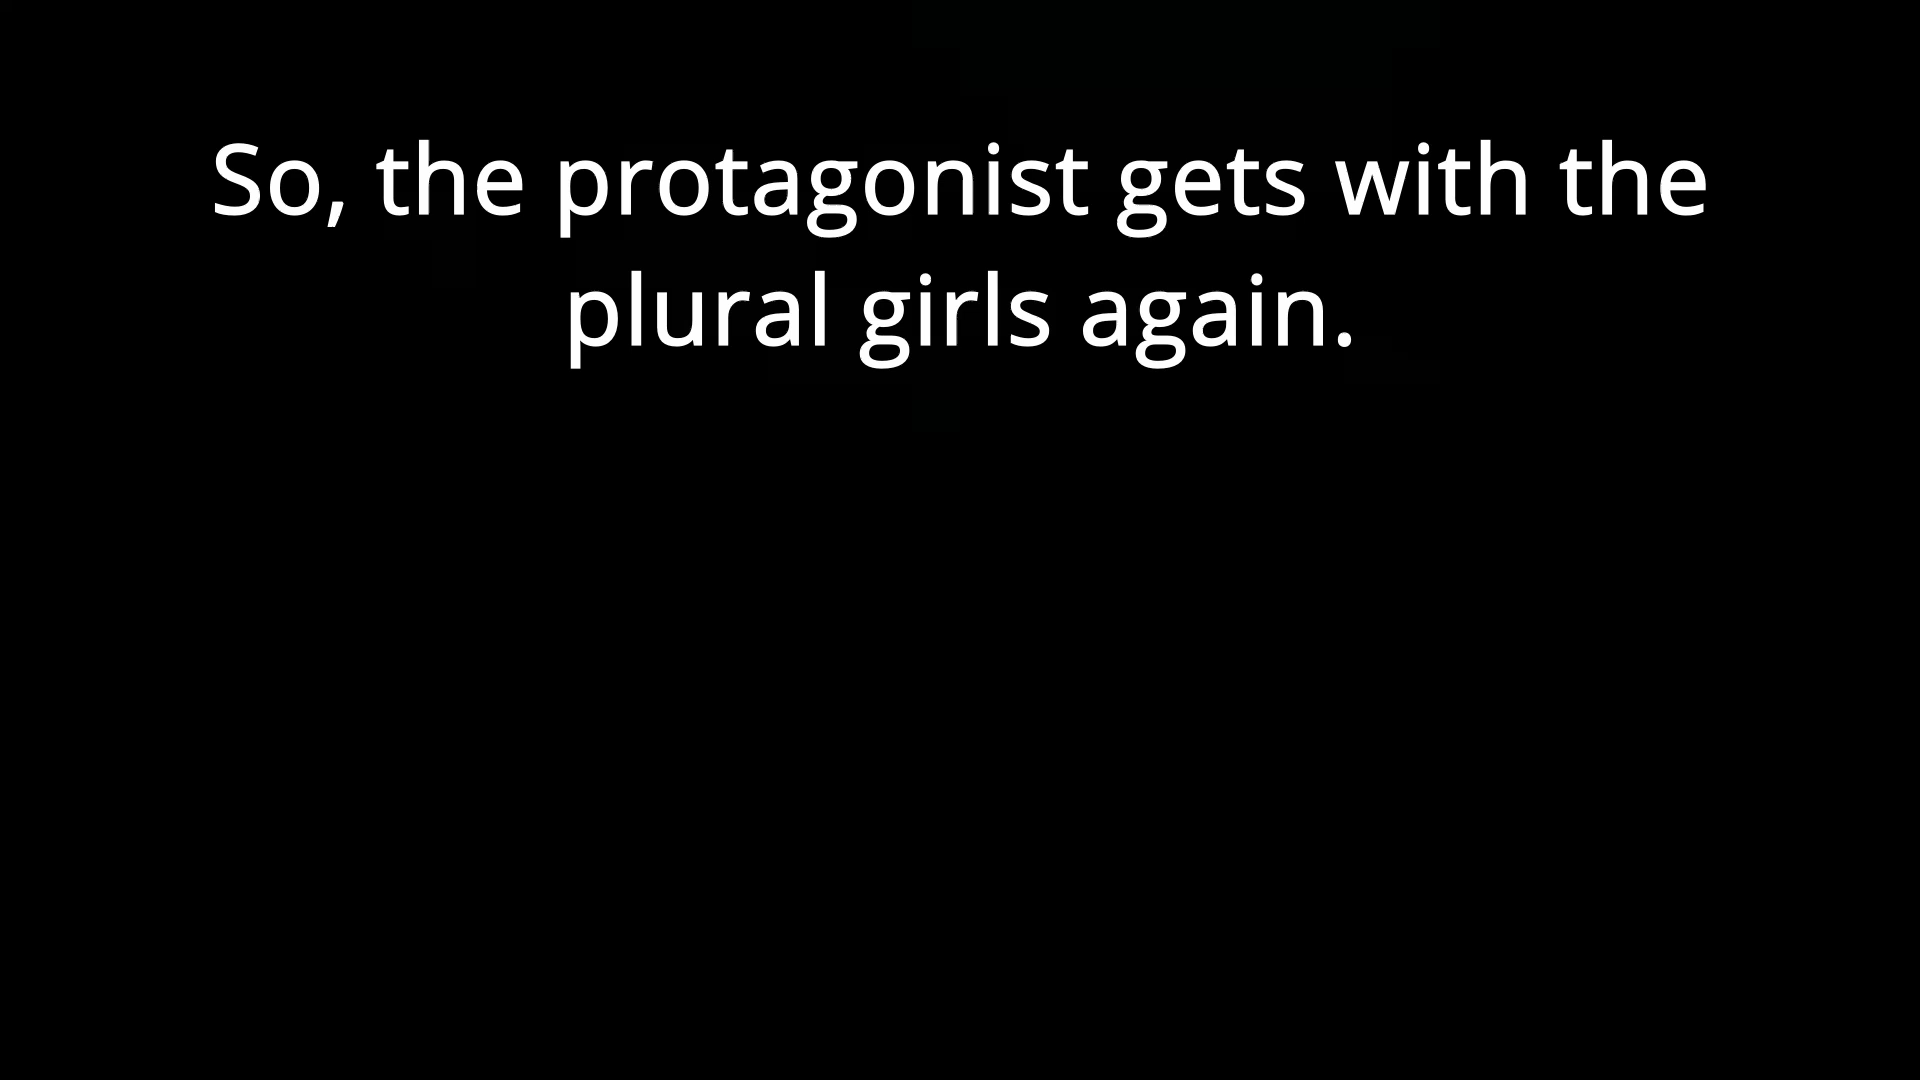 So, the protagonist gets with the
plural girls again.